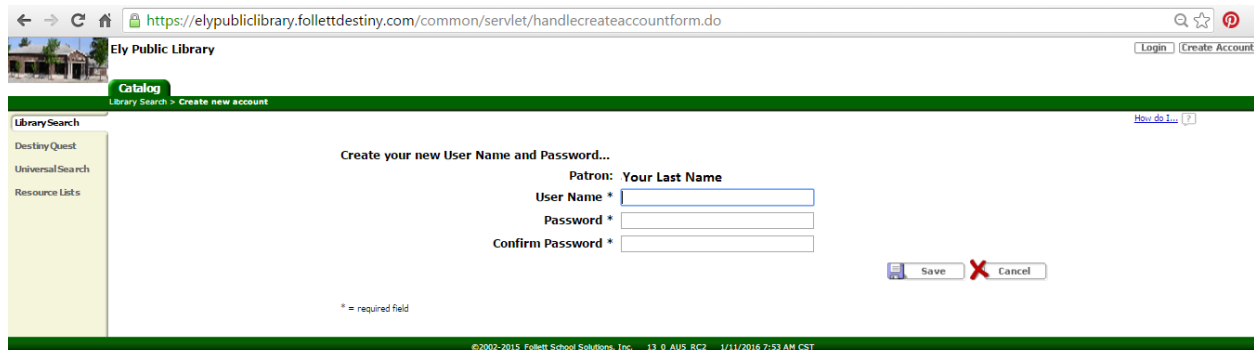 https://elypubliclibrary.follettdestiny.com/common/servlet/handlecreateaccountform.do
Ely Public Library
Login Create Account
Catalog
Library Search > Create new account
How do I... ?
Library Search
Destiny Quest
Universal Search
Resource Lists
Create your new User Name and Password...
Patron: Your Last Name
User Name *
Password *
Confirm Password *
Save Cancel
* = required field
©2002-2015 Follett School Solutions, Inc. 13_0_AU5_RC2 1/11/2016 7:53 AM CST